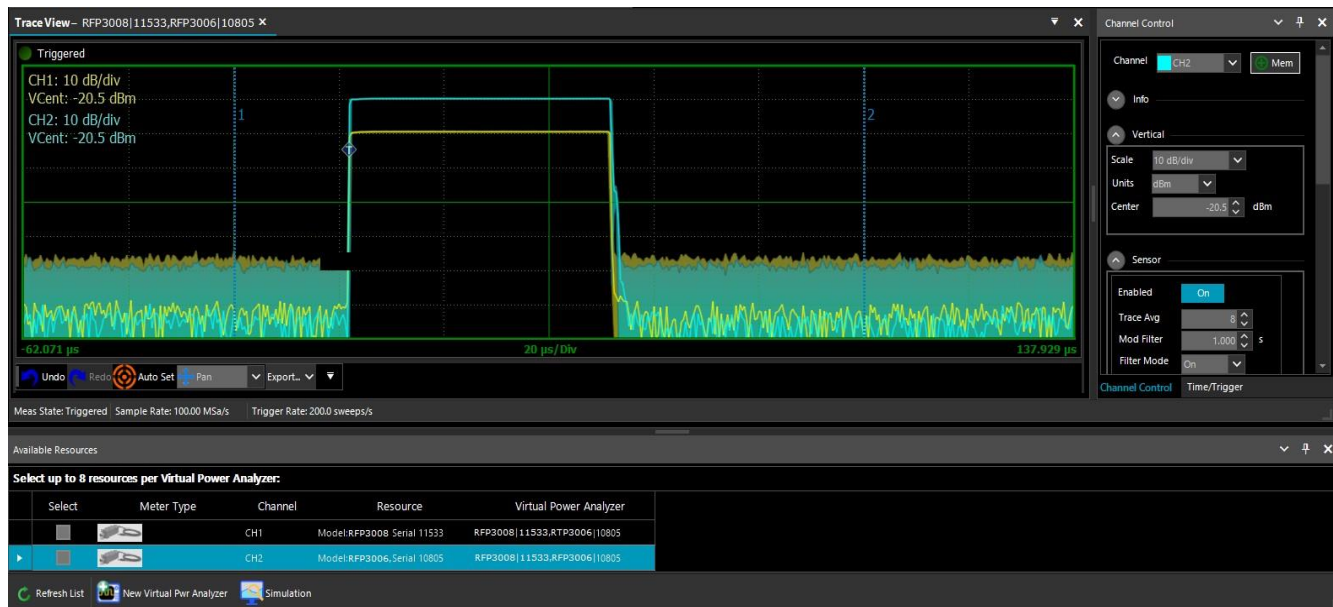 TraceView– RFP3008|11533,RFP3006|10805 ×
Triggered
CH1: 10 dB/div
VCent: -20.5 dBm
CH2: 10 dB/div
VCent: -20.5 dBm
1
2
T
-62.071 µs
20 µs/Div
137.929 µs
Undo Redo Auto Set Pan Export..
Meas State: Triggered Sample Rate: 100.00 MSa/s Trigger Rate: 200.0 sweeps/s
Channel Control
Channel CH2 Mem
Info
Vertical
Scale 10 dB/div
Units dBm
Center -20.5 dBm
Sensor
Enabled On
Trace Avg 8
Mod Filter 1.000 s
Filter Mode On
Channel Control Time/Trigger
Available Resources
Select up to 8 resources per Virtual Power Analyzer:
Select Meter Type Channel Resource Virtual Power Analyzer
CH1 Model:RFP3008 Serial 11533 RFP3008|11533,RTP3006|10805
CH2 Model:RFP3006, Serial 10805 RFP3008|11533,RFP3006|10805
Refresh List New Virtual Pwr Analyzer Simulation